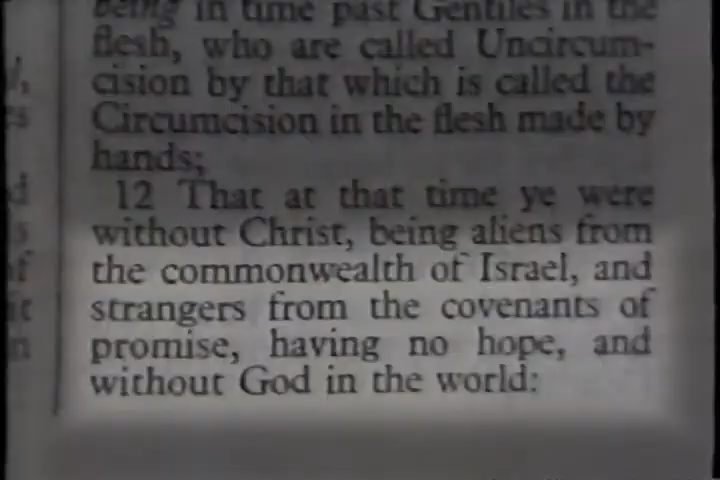 being in time past Gentiles in the
flesh, who are called Uncircum-
cision by that which is called the
Circumcision in the flesh made by
hands;
12 That at that time ye were
without Christ, being aliens from
the commonwealth of Israel, and
strangers from the covenants of
promise, having no hope, and
without God in the world: